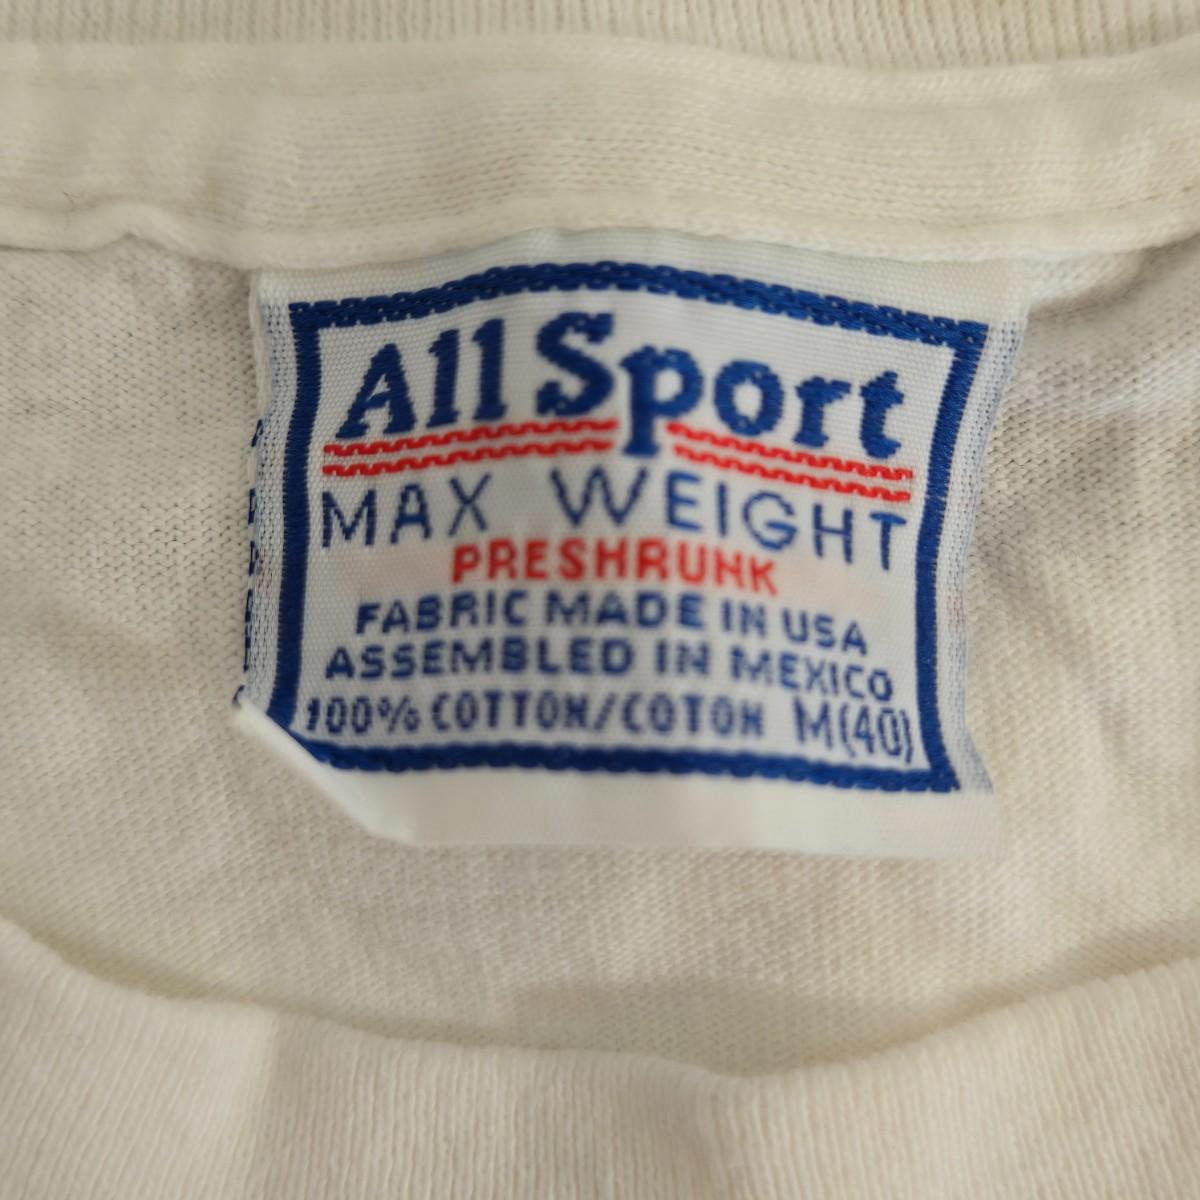 All Sport
MAX WEIGHT
PRESHRUNK
FABRIC MADE IN USA
ASSEMBLED IN MEXICO
100% COTTON/COTON M(40)